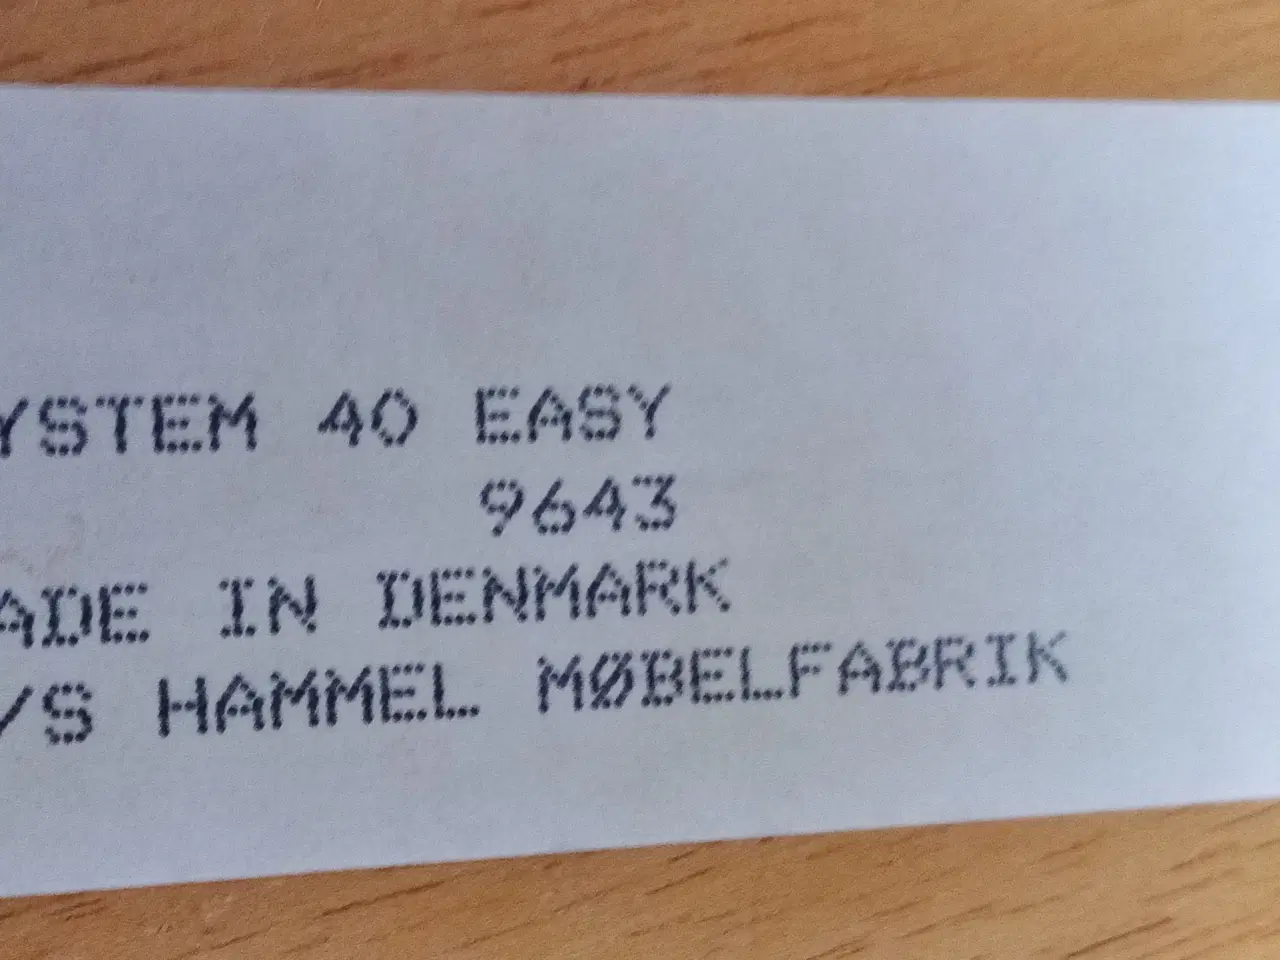 YSTEM 40 EASY
9643
ADE IN DENMARK
/S HAMMEL MØBELFABRIK